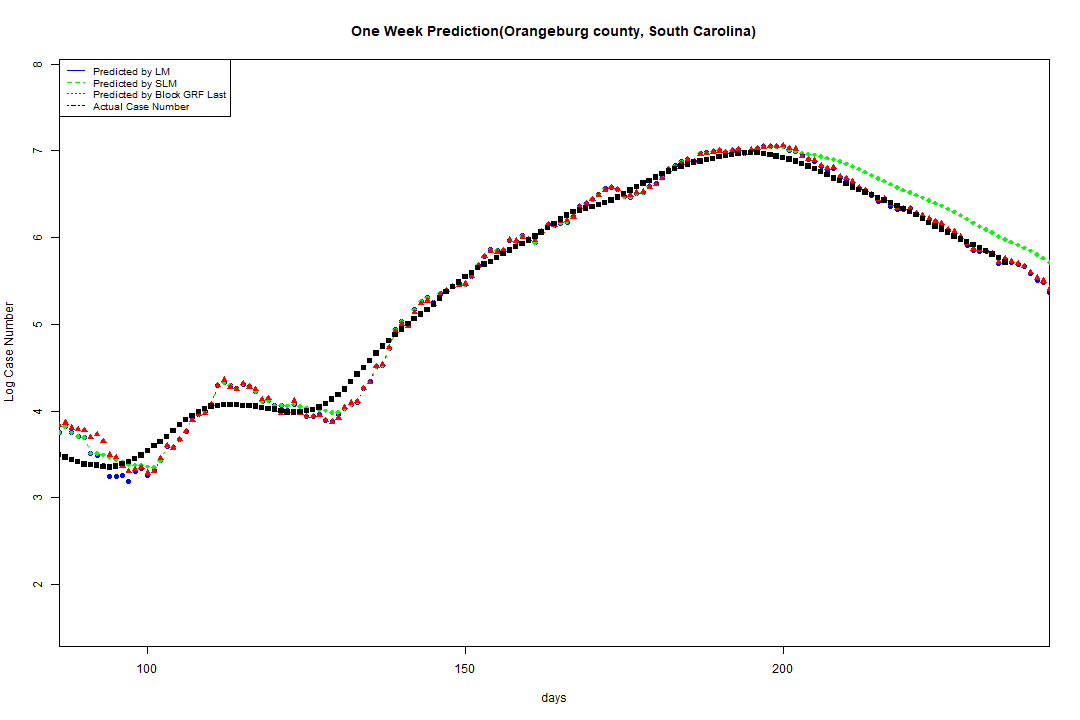 One Week Prediction(Orangeburg county, South Carolina)
8
Predicted by LM
Predicted by SLM
Predicted by Block GRF Last
Actual Case Number
7
6
5
4
3
2
Log Case Number
100
150
200
days